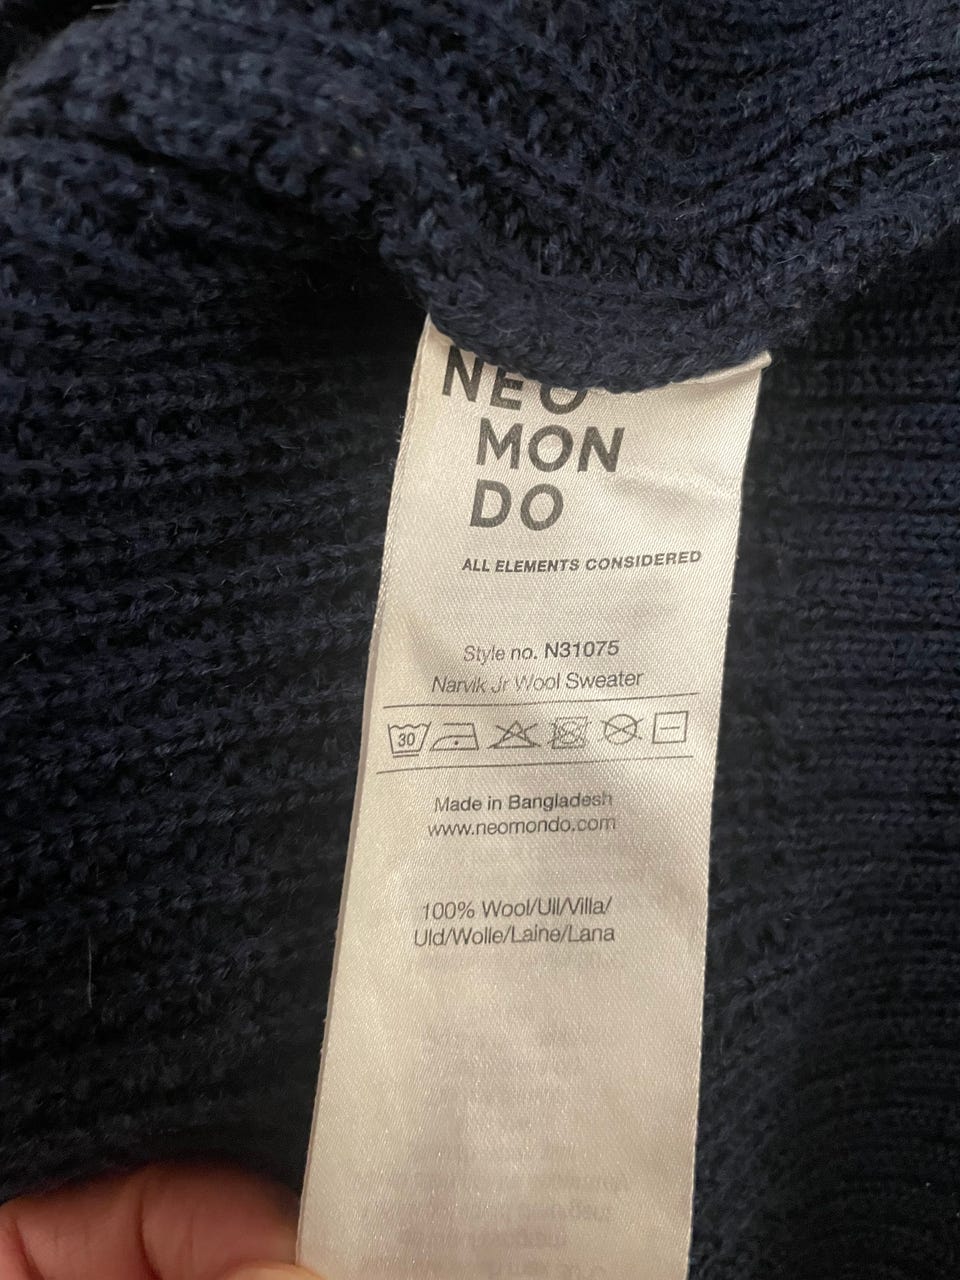 NEO
MON
DO
ALL ELEMENTS CONSIDERED
Style no. N31075
Narvik Jr Wool Sweater
30
Made in Bangladesh
www.neomondo.com
100% Wool/Ull/Villa/
Uld/Wolle/Laine/Lana